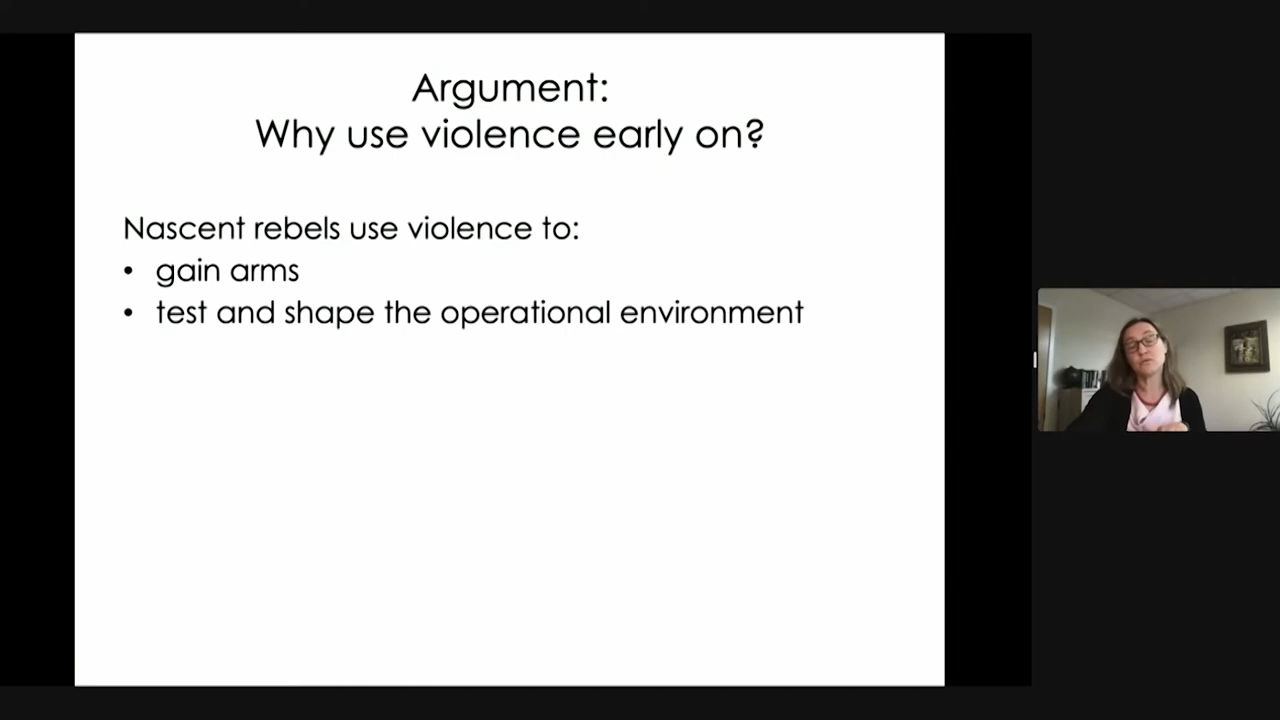 Argument:
Why use violence early on?
Nascent rebels use violence to:
• gain arms
• test and shape the operational environment